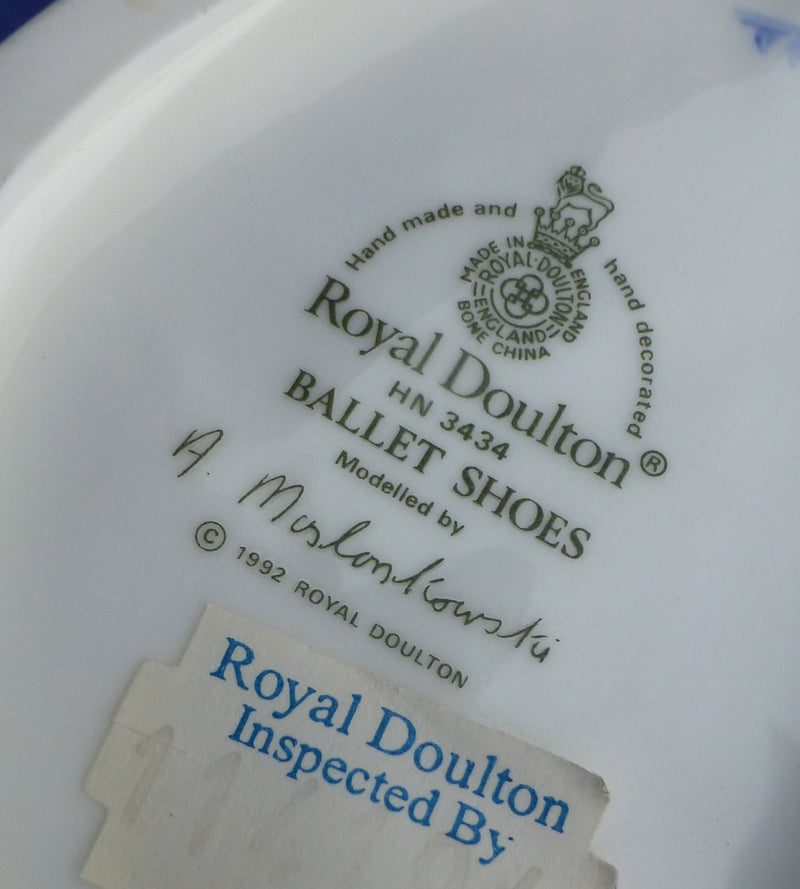 Hand made and hand decorated
MADE IN ENGLAND
ROYAL·DOULTON
ENGLAND
BONE CHINA
Royal Doulton ®
HN 3434
BALLET SHOES
Modelled by
A. Maslankowski
© 1992 ROYAL DOULTON
Royal Doulton
Inspected By